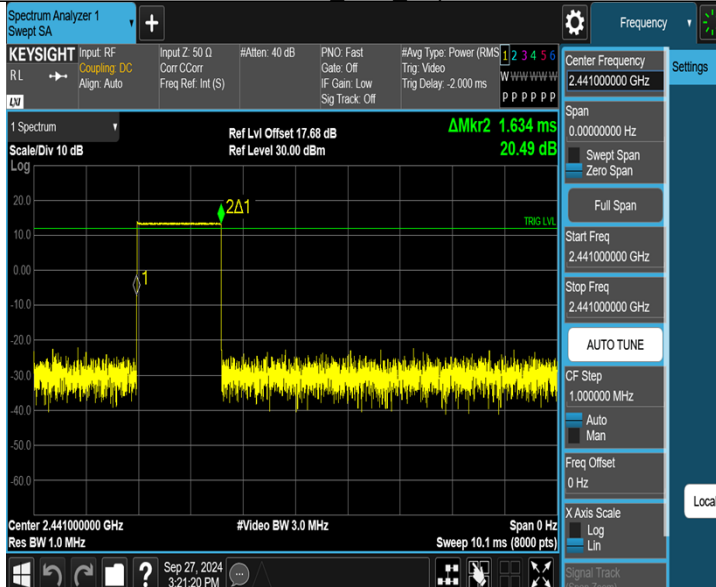 Spectrum Analyzer 1
Swept SA
Frequency
KEYSIGHT
RL
LXI
Input: RF
Coupling: DC
Align: Auto
Input Z: 50 Ω
Corr CCorr
Freq Ref: Int (S)
#Atten: 40 dB
PNO: Fast
Gate: Off
IF Gain: Low
Sig Track: Off
#Avg Type: Power (RMS
Trig: Video
Trig Delay: -2.000 ms
1 2 3 4 5 6
W W W W W W
P P P P P P
Center Frequency
2.441000000 GHz
Settings
Span
0.00000000 Hz
Swept Span
Zero Span
Full Span
Start Freq
2.441000000 GHz
Stop Freq
2.441000000 GHz
AUTO TUNE
CF Step
1.000000 MHz
Auto
Man
Freq Offset
0 Hz
X Axis Scale
Log
Lin
Local
Signal Track
(Span Zoom)
1 Spectrum
Scale/Div 10 dB
Log
Ref Lvl Offset 17.68 dB
Ref Level 30.00 dBm
ΔMkr2 1.634 ms
20.49 dB
20.0
10.0
0.00
-10.0
-20.0
-30.0
-40.0
-50.0
-60.0
2Δ1
1
TRIG LVL
Center 2.441000000 GHz
Res BW 1.0 MHz
#Video BW 3.0 MHz
Span 0 Hz
Sweep 10.1 ms (8000 pts)
?
Sep 27, 2024
3:21:20 PM